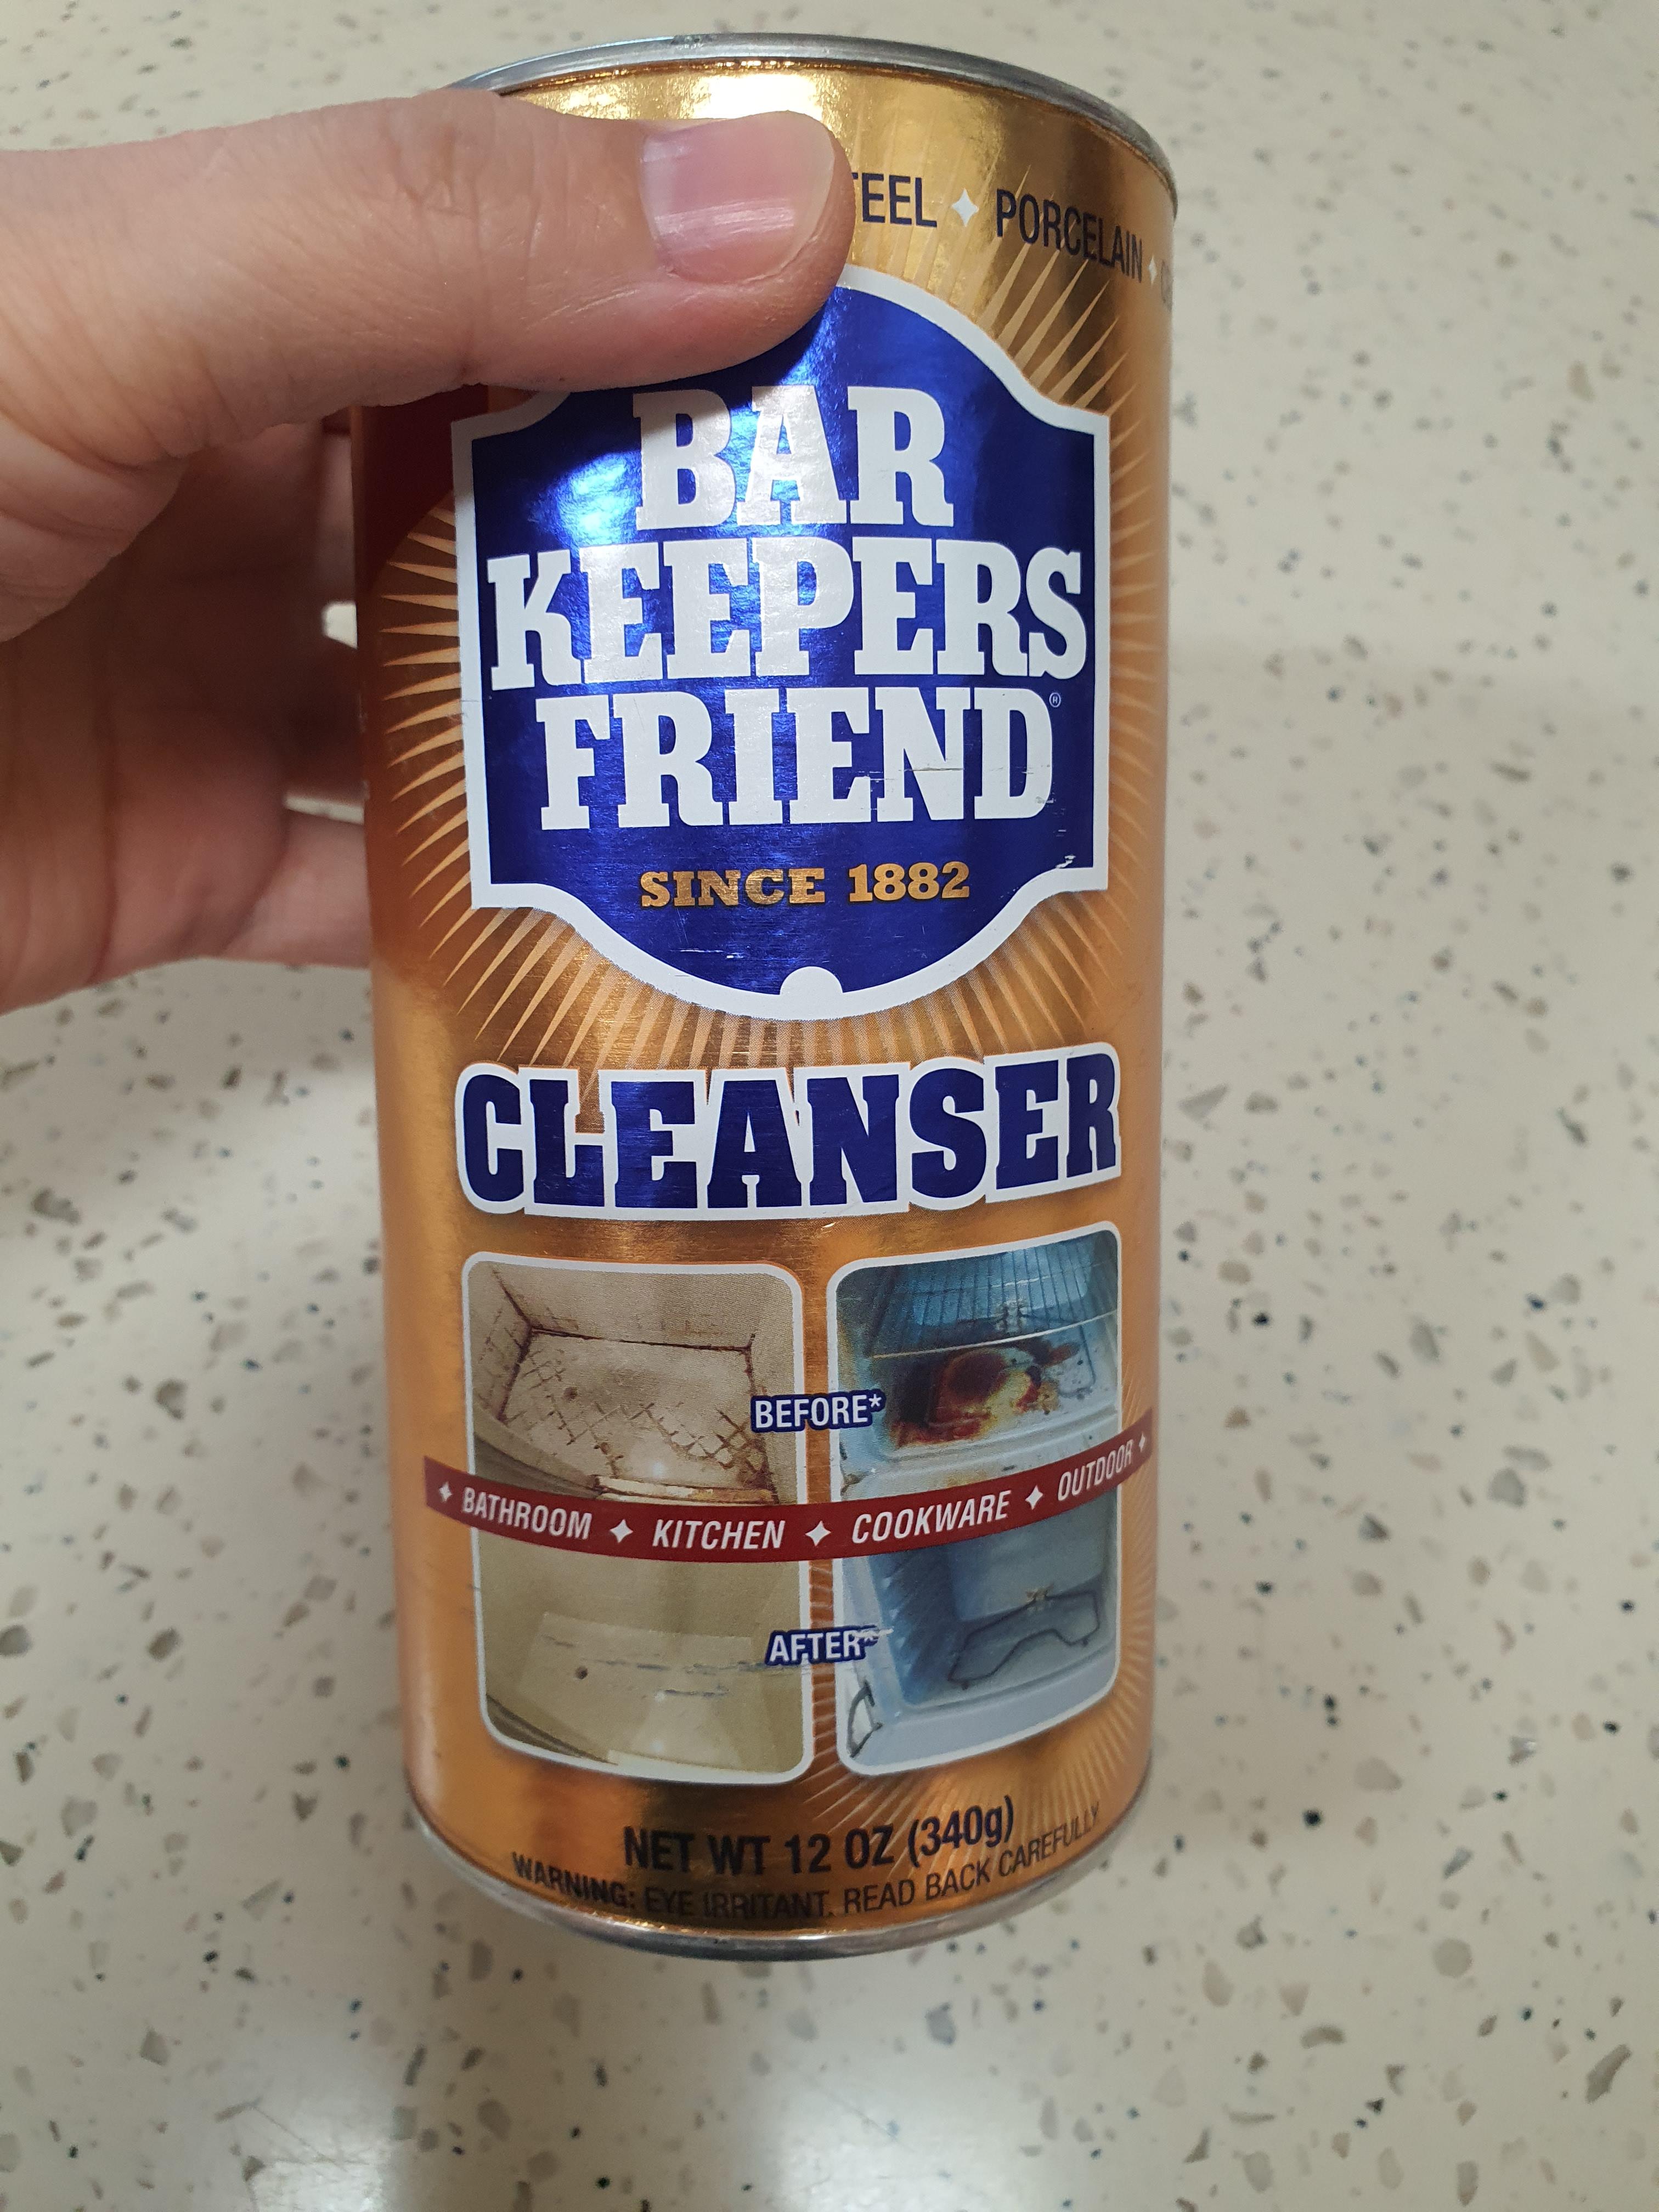 PORCELAIN
BAR
KEEPERS
FRIEND®
SINCE 1882
CLEANSER
BEFORE*
BATHROOM ✦ KITCHEN ✦ COOKWARE ✦ OUTDOOR
AFTER*
NET WT 12 OZ (340g)
WARNING: EYE IRRITANT. READ BACK CAREFULLY